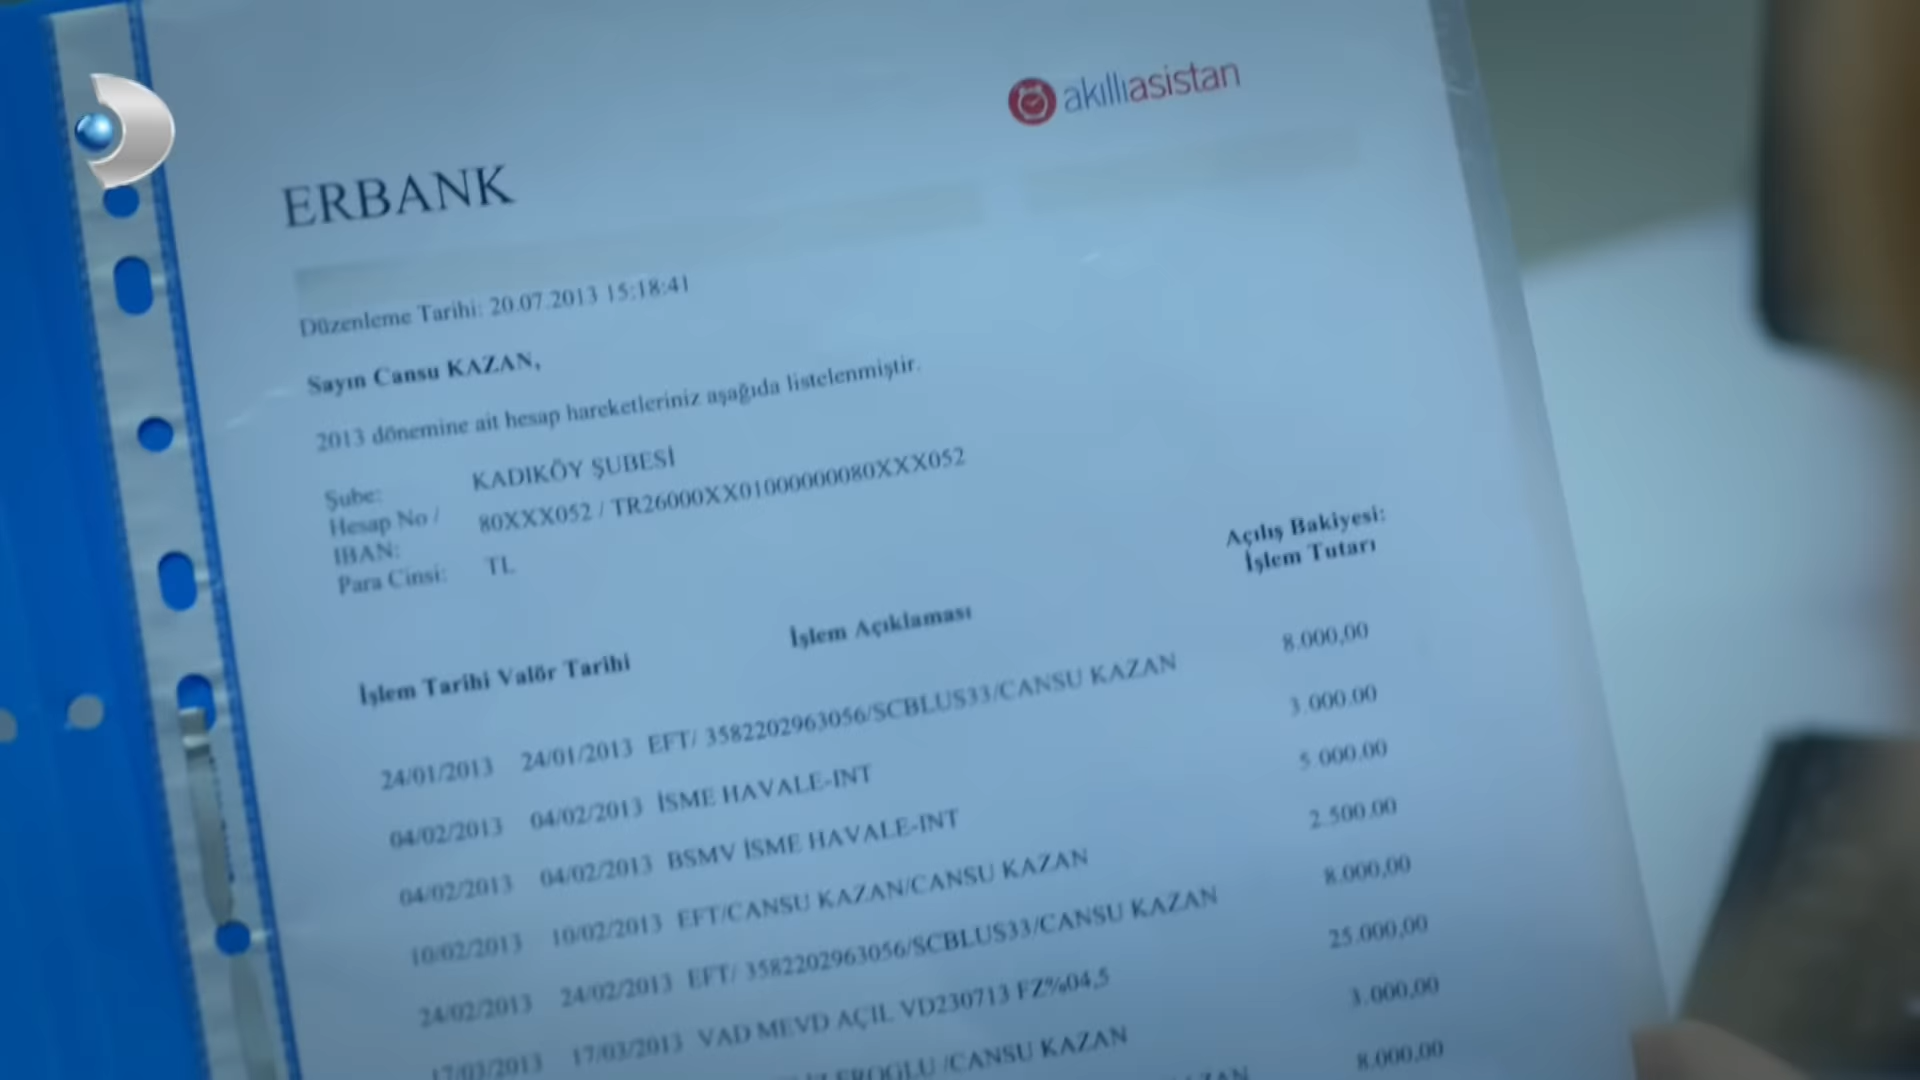 akıllıasistan
ERBANK
Düzenleme Tarihi: 20.07.2013 15:18:41
Sayın Cansu KAZAN,
2013 dönemine ait hesap hareketleriniz aşağıda listelenmiştir.
Şube: KADIKÖY ŞUBESİ
Hesap No / IBAN: 80XXX052 / TR26000XX01000000080XXX052
Para Cinsi: TL
Açılış Bakiyesi:
İşlem Tarihi Valör Tarihi İşlem Açıklaması İşlem Tutarı
24/01/2013 24/01/2013 EFT/ 3582202963056/SCBLUS33/CANSU KAZAN 8.000,00
04/02/2013 04/02/2013 İSME HAVALE-INT 3.000.00
04/02/2013 04/02/2013 BSMV İSME HAVALE-INT 5.000.00
10/02/2013 10/02/2013 EFT/CANSU KAZAN/CANSU KAZAN 2.500.00
24/02/2013 24/02/2013 EFT/ 3582202963056/SCBLUS33/CANSU KAZAN 8.000,00
17/03/2013 17/03/2013 VAD MEVD AÇIL VD230713 FZ%04,5 25.000,00
/CANSU KAZAN 3.000,00
8.000,00